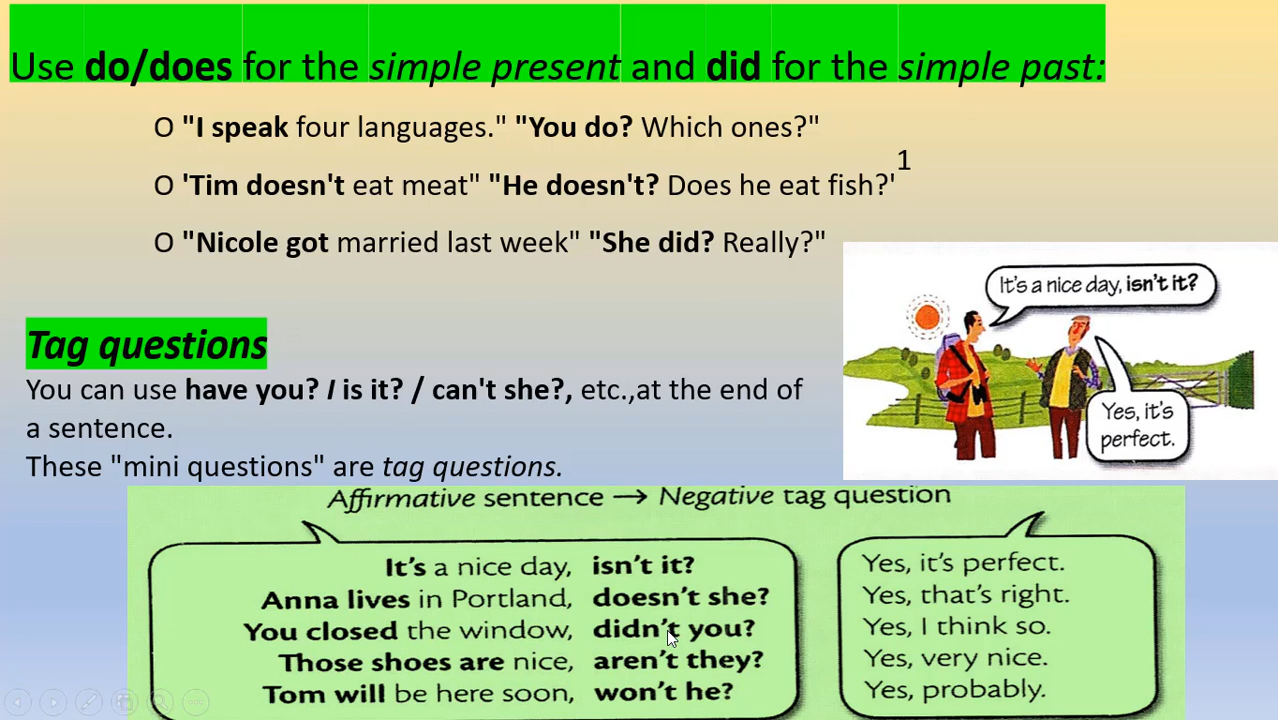 Use do/does for the simple present and did for the simple past:
O "I speak four languages." "You do? Which ones?"
O 'Tim doesn't eat meat" "He doesn't? Does he eat fish?'1
O "Nicole got married last week" "She did? Really?"
It's a nice day, isn't it?
Yes, it's
perfect.
Tag questions
You can use have you? I is it? / can't she?, etc.,at the end of
a sentence.
These "mini questions" are tag questions.
Affirmative sentence → Negative tag question
It's a nice day, isn't it? Yes, it's perfect.
Anna lives in Portland, doesn't she? Yes, that's right.
You closed the window, didn't you? Yes, I think so.
Those shoes are nice, aren't they? Yes, very nice.
Tom will be here soon, won't he? Yes, probably.